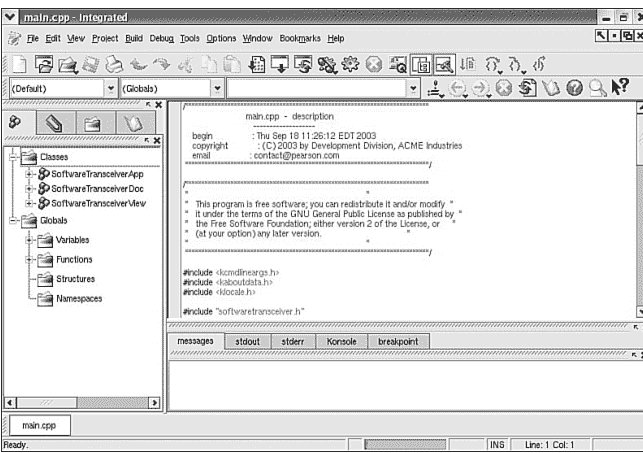 main.cpp - Integrated
File Edit View Project Build Debug Tools Options Window Bookmarks Help
(Default) (Globals)
Classes
SoftwareTransceiverApp
SoftwareTransceiverDoc
SoftwareTransceiverView
Globals
Variables
Functions
Structures
Namespaces
/***************************************************************************
main.cpp - description
-------------------
begin : Thu Sep 18 11:26:12 EDT 2003
copyright : (C) 2003 by Development Division, ACME Industries
email : contact@pearson.com
***************************************************************************/
/***************************************************************************
* *
* This program is free software; you can redistribute it and/or modify *
* it under the terms of the GNU General Public License as published by *
* the Free Software Foundation; either version 2 of the License, or *
* (at your option) any later version. *
* *
***************************************************************************/
#include <kcmdlineargs.h>
#include <kaboutdata.h>
#include <klocale.h>
#include "softwaretransceiver.h"
messages stdout stderr Konsole breakpoint
main.cpp
Ready. INS Line: 1 Col: 1